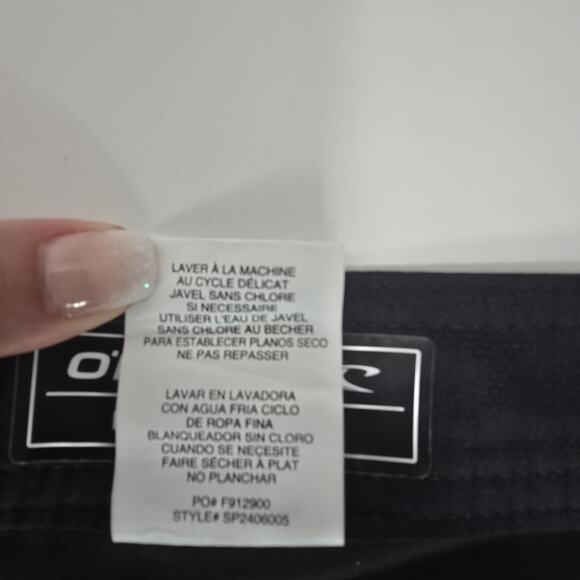 LAVER À LA MACHINE
AU CYCLE DÉLICAT
JAVEL SANS CHLORE
SI NECESSAIRE
UTILISER L'EAU DE JAVEL
SANS CHLORE AU BECHER
PARA ESTABLECER PLANOS SECO
NE PAS REPASSER
LAVAR EN LAVADORA
CON AGUA FRIA CICLO
DE ROPA FINA
BLANQUEADOR SIN CLORO
CUANDO SE NECESITE
FAIRE SÉCHER À PLAT
NO PLANCHAR
PO# F912900
STYLE# SP2406005